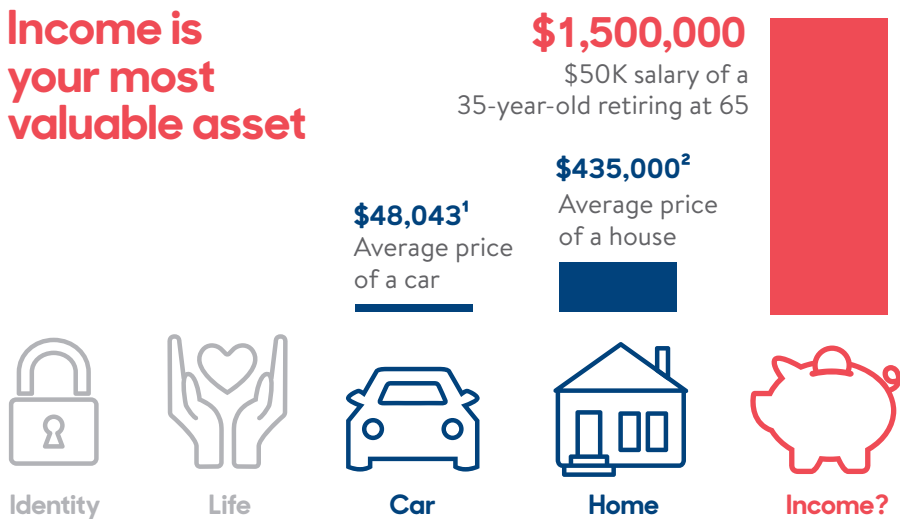 Income is
your most
valuable asset
$1,500,000
$50K salary of a
35-year-old retiring at 65
$435,000²
Average price
of a house
$48,043¹
Average price
of a car
Identity
Life
Car
Home
Income?